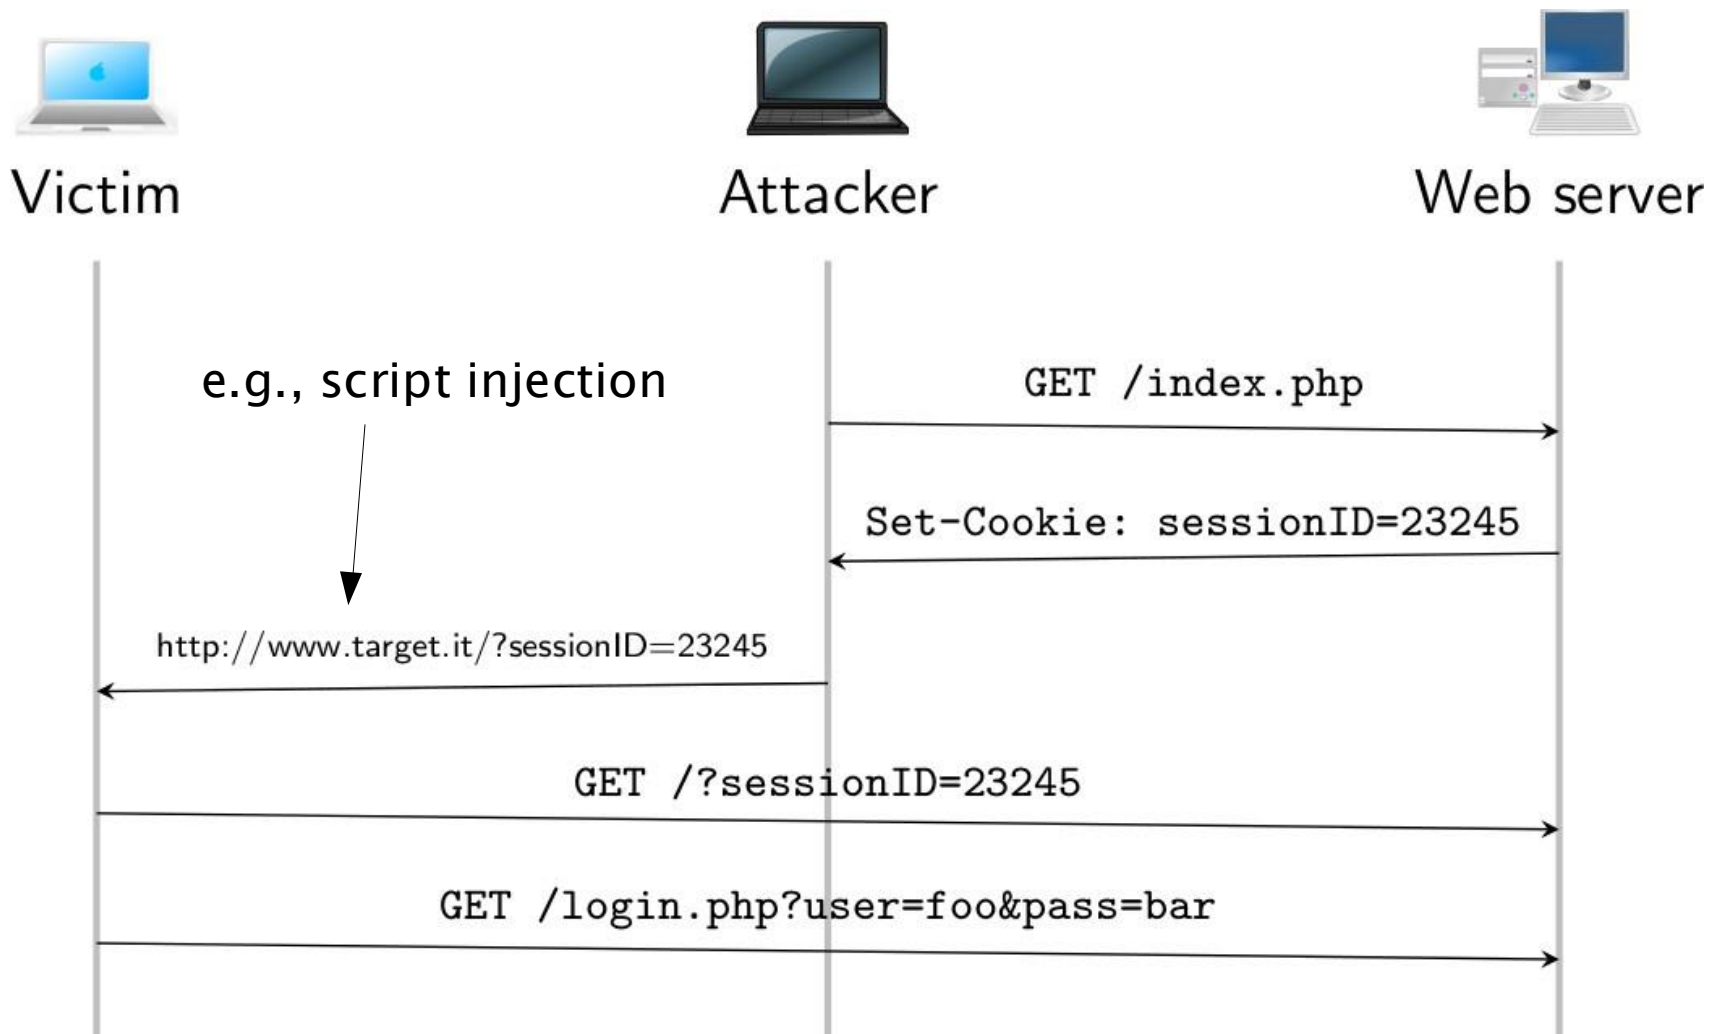 Victim
Attacker
Web server
e.g., script injection
GET /index.php
Set-Cookie: sessionID=23245
http://www.target.it/?sessionID=23245
GET /?sessionID=23245
GET /login.php?user=foo&pass=bar